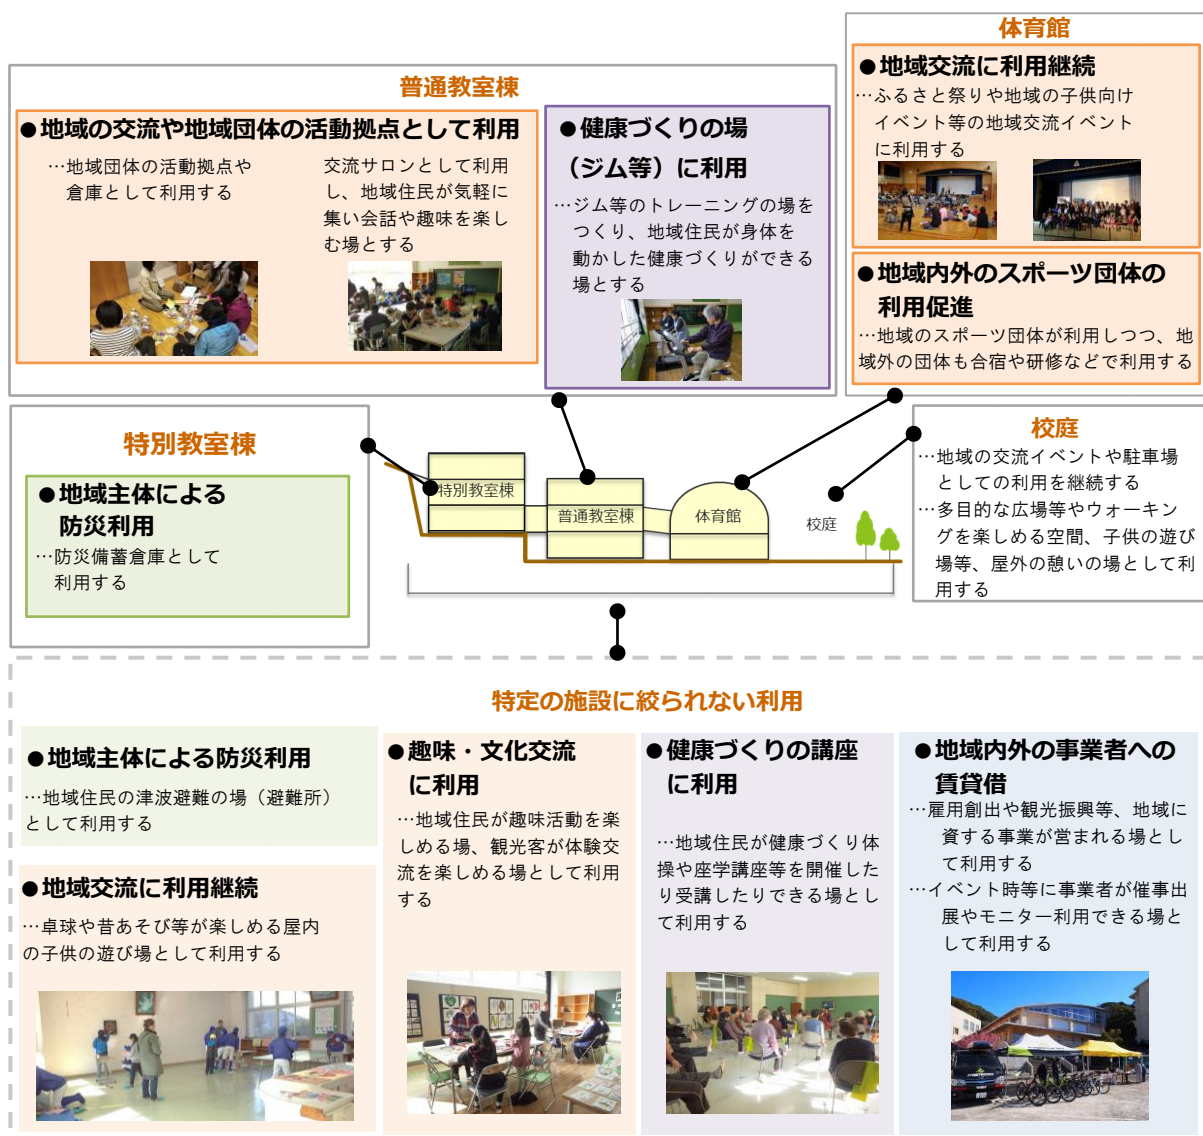 体育館
●地域交流に利用継続
…ふるさと祭りや地域の子供向け
イベント等の地域交流イベント
に利用する
●地域内外のスポーツ団体の
利用促進
…地域のスポーツ団体が利用しつつ、地
域外の団体も合宿や研修などで利用する
普通教室棟
●地域の交流や地域団体の活動拠点として利用
…地域団体の活動拠点や
倉庫として利用する
交流サロンとして利用
し、地域住民が気軽に
集い会話や趣味を楽し
む場とする
●健康づくりの場
（ジム等）に利用
…ジム等のトレーニングの場を
つくり、地域住民が身体を
動かした健康づくりができる
場とする
特別教室棟
●地域主体による
防災利用
…防災備蓄倉庫として
利用する
特別教室棟
普通教室棟
体育館
校庭
校庭
…地域の交流イベントや駐車場
としての利用を継続する
…多目的な広場等やウォーキン
グを楽しめる空間、子供の遊び
場等、屋外の憩いの場として利
用する
特定の施設に絞られない利用
●地域主体による防災利用
…地域住民の津波避難の場（避難所）
として利用する
●地域交流に利用継続
…卓球や昔あそび等が楽しめる屋内
の子供の遊び場として利用する
●趣味・文化交流
に利用
…地域住民が趣味活動を楽
しめる場、観光客が体験交
流を楽しめる場として利用
する
●健康づくりの講座
に利用
…地域住民が健康づくり体
操や座学講座等を開催した
り受講したりできる場とし
て利用する
●地域内外の事業者への
賃貸借
…雇用創出や観光振興等、地域に
資する事業が営まれる場とし
て利用する
…イベント時等に事業者が催事出
展やモニター利用できる場と
して利用する